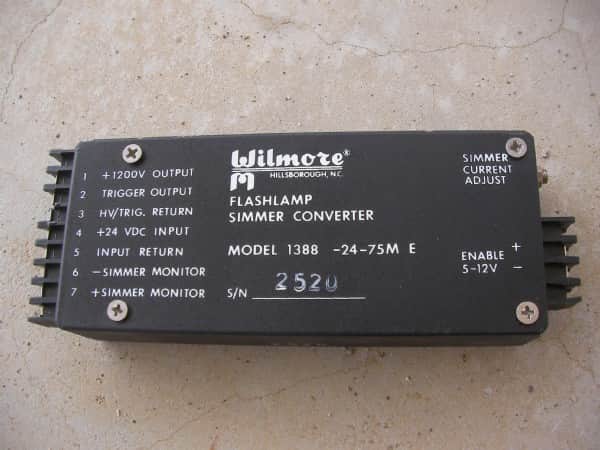 1 +1200V OUTPUT
2 TRIGGER OUTPUT
3 HV/TRIG. RETURN
4 +24 VDC INPUT
5 INPUT RETURN
6 −SIMMER MONITOR
7 +SIMMER MONITOR
Wilmore®
HILLSBOROUGH, N.C.
FLASHLAMP
SIMMER CONVERTER
MODEL 1388 -24-75M E
S/N 2520
SIMMER
CURRENT
ADJUST
ENABLE +
5-12V −